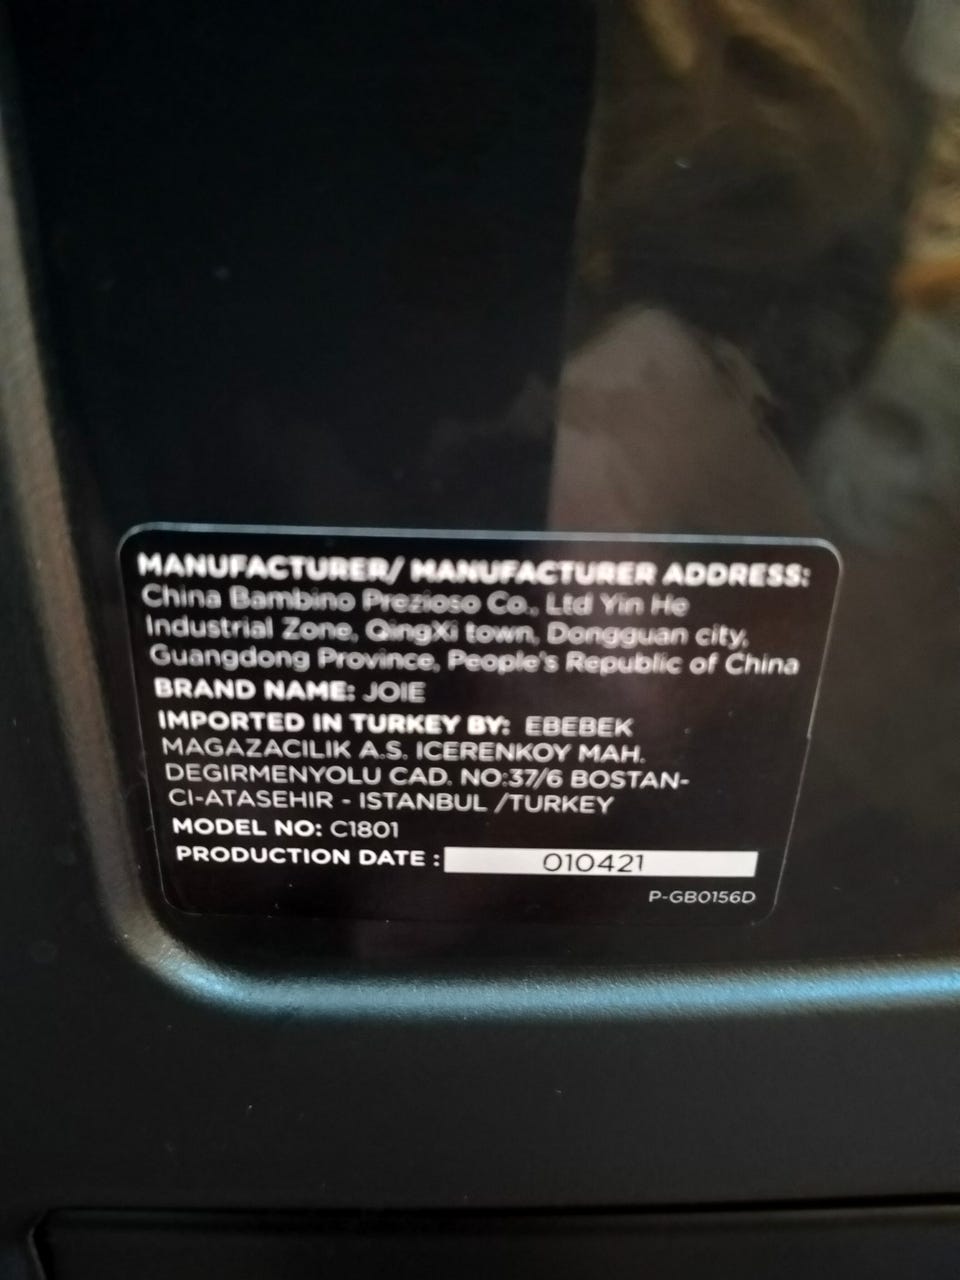 MANUFACTURER/ MANUFACTURER ADDRESS:
China Bambino Prezioso Co., Ltd Yin He
Industrial Zone, QingXi town, Dongguan city,
Guangdong Province, People's Republic of China
BRAND NAME: JOIE
IMPORTED IN TURKEY BY: EBEBEK
MAGAZACILIK A.S. ICERENKOY MAH.
DEGIRMENYOLU CAD. NO:37/6 BOSTAN-
CI-ATASEHIR - ISTANBUL /TURKEY
MODEL NO: C1801
PRODUCTION DATE : 010421
P-GB0156D